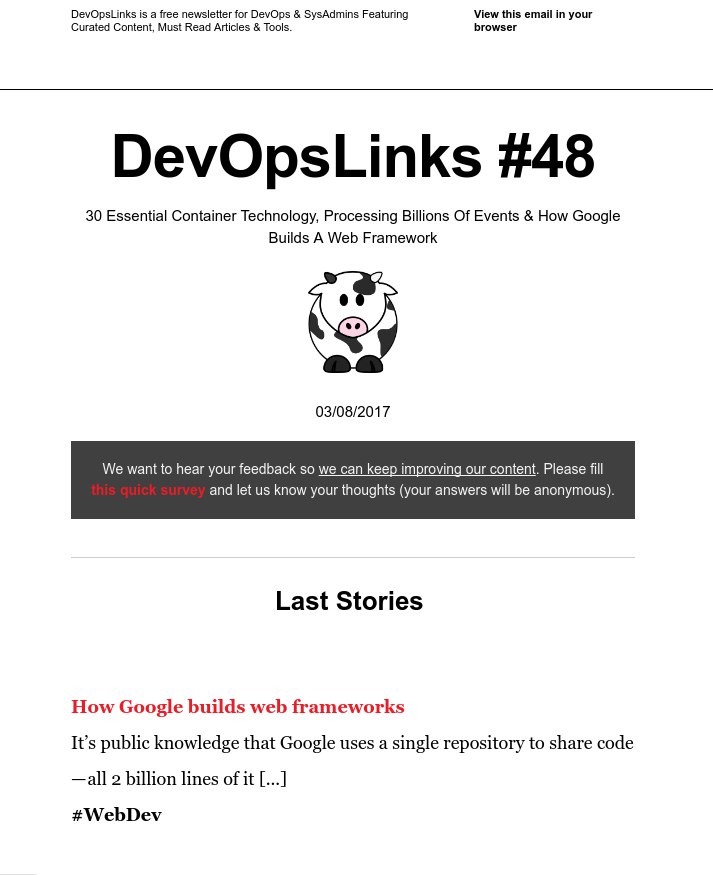 DevOpsLinks is a free newsletter for DevOps & SysAdmins Featuring
Curated Content, Must Read Articles & Tools.
View this email in your
browser
DevOpsLinks #48
30 Essential Container Technology, Processing Billions Of Events & How Google
Builds A Web Framework
03/08/2017
We want to hear your feedback so we can keep improving our content. Please fill
this quick survey and let us know your thoughts (your answers will be anonymous).
Last Stories
How Google builds web frameworks
It’s public knowledge that Google uses a single repository to share code
—all 2 billion lines of it [...]
#WebDev